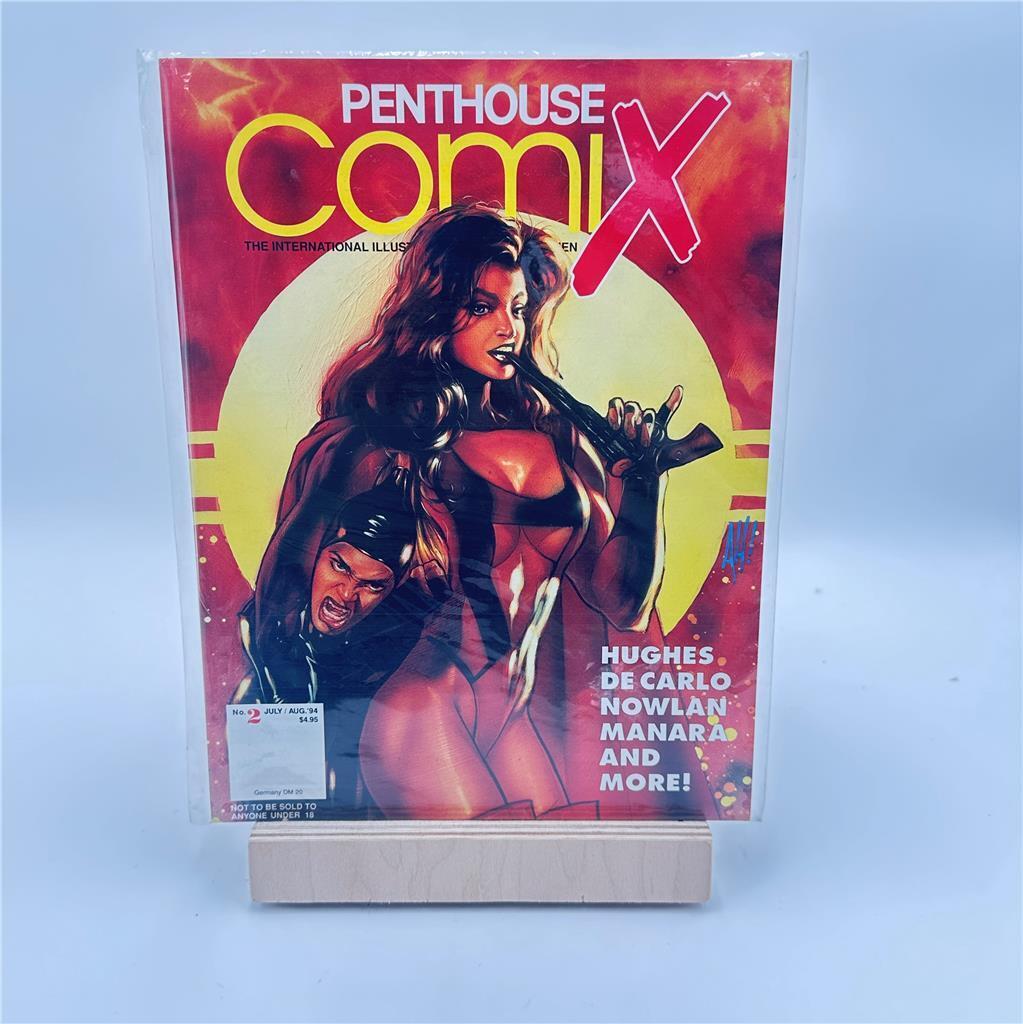 PENTHOUSE
ComiX
THE INTERNATIONAL EN
No. 2 JULY / AUG. '94
$4.95
Germany DM 20
NOT TO BE SOLD TO
ANYONE UNDER 18
AH!
HUGHES
DE CARLO
NOWLAN
MANARA
AND
MORE!